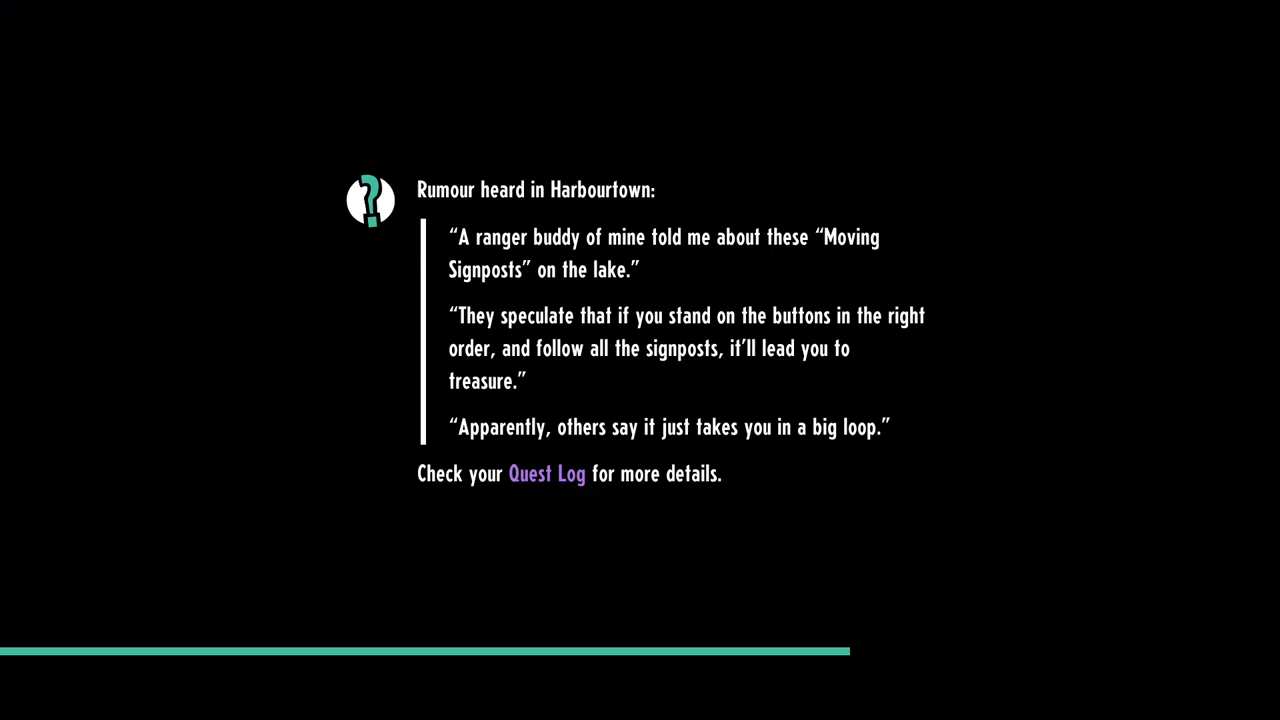 Rumour heard in Harbourtown:
“A ranger buddy of mine told me about these “Moving
Signposts” on the lake.”
“They speculate that if you stand on the buttons in the right
order, and follow all the signposts, it’ll lead you to
treasure.”
“Apparently, others say it just takes you in a big loop.”
Check your Quest Log for more details.